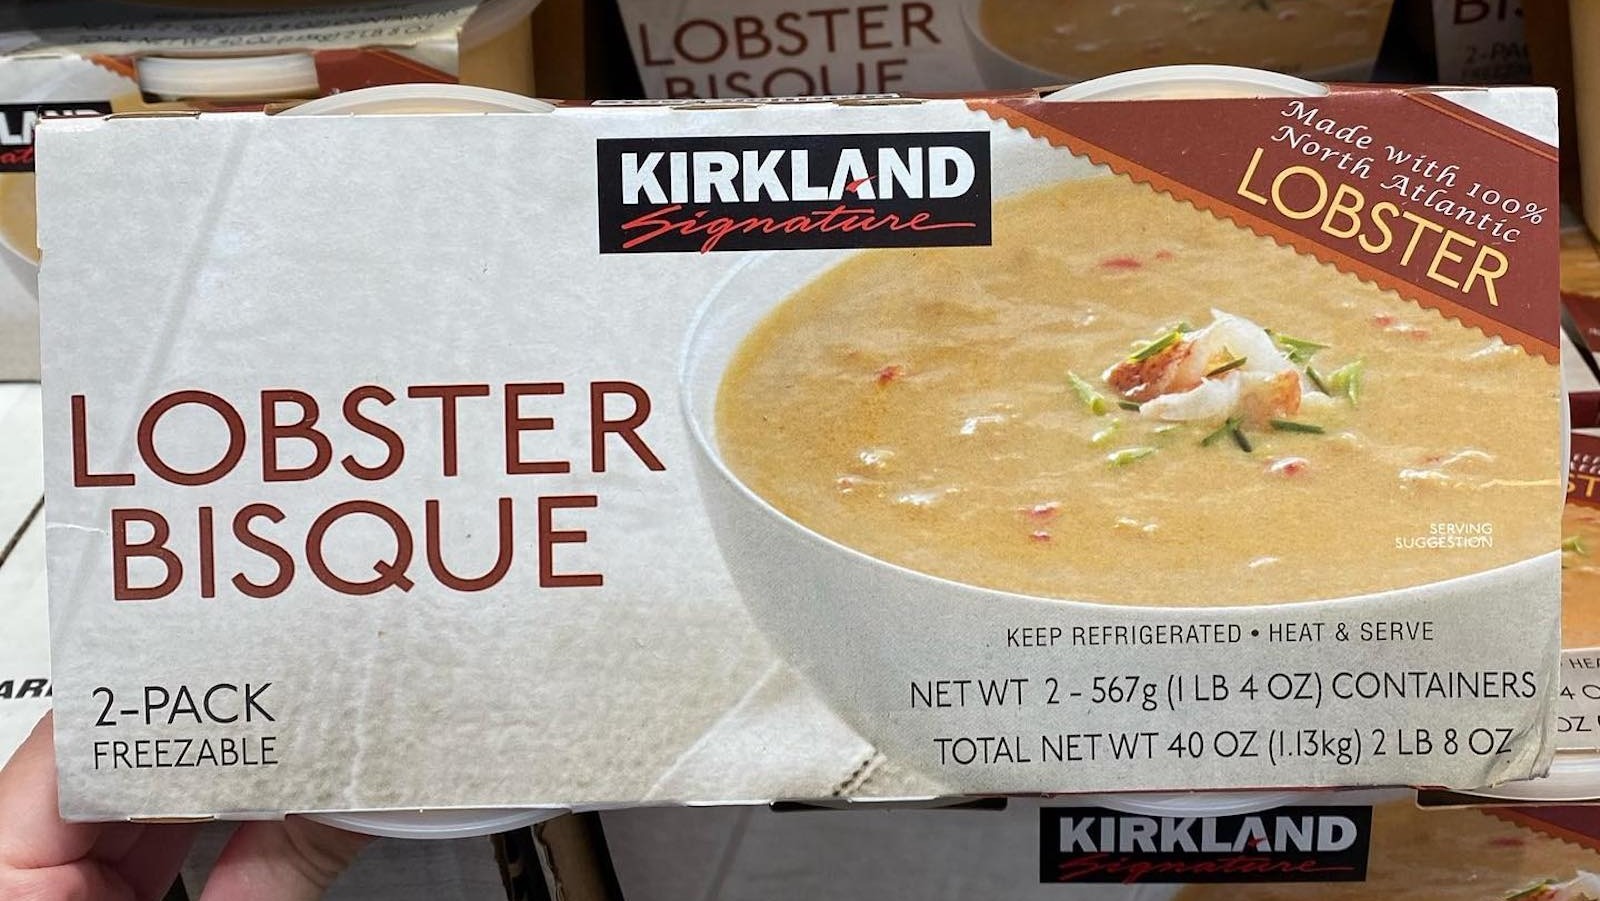 LOBSTER
BISQUE
KIRKLAND
Signature
Made with 100%
North Atlantic
LOBSTER
LOBSTER
BISQUE
SERVING
SUGGESTION
2-PACK
FREEZABLE
KEEP REFRIGERATED • HEAT & SERVE
NET WT 2 - 567g (1 LB 4 OZ) CONTAINERS
TOTAL NET WT 40 OZ (1.13kg) 2 LB 8 OZ
KIRKLAND
Signature